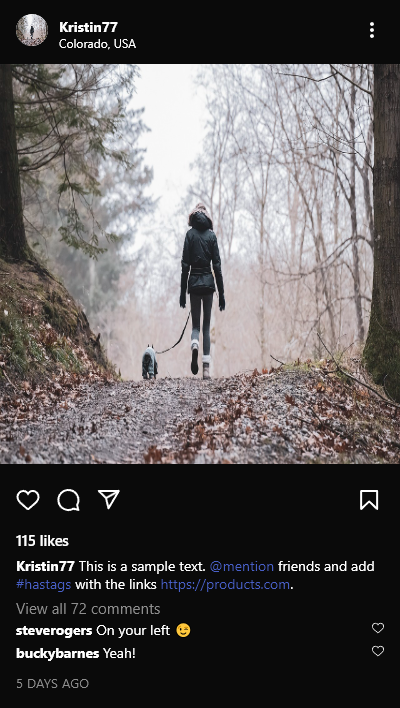 Kristin77
Colorado, USA
115 likes
Kristin77 This is a sample text. @mention friends and add
#hastags with the links https://products.com.
View all 72 comments
steverogers On your left 😉
buckybarnes Yeah!
5 DAYS AGO